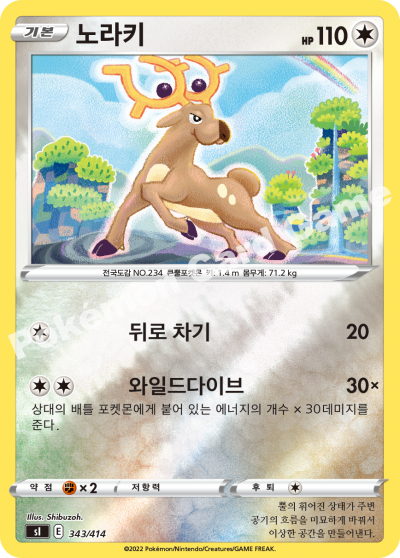 기본 노라키 HP 110
전국도감 NO.234 큰뿔포켓몬 키: 1.4 m 몸무게: 71.2 kg
뒤로 차기 20
와일드다이브 30×
상대의 배틀 포켓몬에게 붙어 있는 에너지의 개수 × 30데미지를
준다.
약점 ×2 저항력 후퇴
Illus. Shibuzoh.
sI E 343/414
뿔의 휘어진 상태가 주변
공기의 흐름을 미묘하게 바꿔서
이상한 공간을 만들어낸다.
©2022 Pokémon/Nintendo/Creatures/GAME FREAK.
Pokémon Card Game